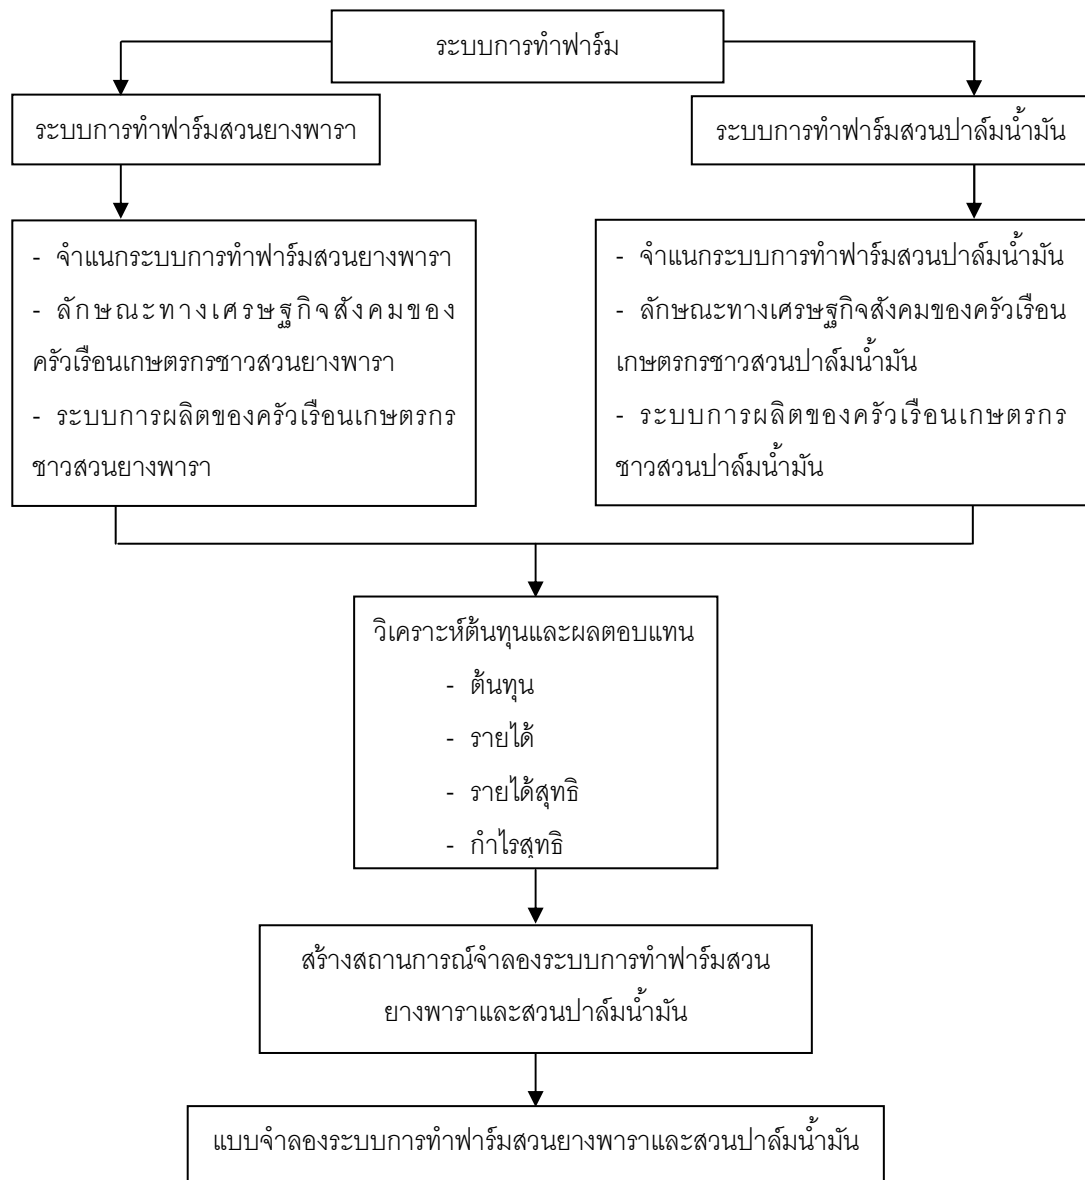 ระบบการทำฟาร์ม
ระบบการทำฟาร์มสวนยางพารา
ระบบการทำฟาร์มสวนปาล์มน้ำมัน
- จำแนกระบบการทำฟาร์มสวนยางพารา
- ลักษณะทางเศรษฐกิจสังคมของ
ครัวเรือนเกษตรกรชาวสวนยางพารา
- ระบบการผลิตของครัวเรือนเกษตรกร
ชาวสวนยางพารา
- จำแนกระบบการทำฟาร์มสวนปาล์มน้ำมัน
- ลักษณะทางเศรษฐกิจสังคมของครัวเรือน
เกษตรกรชาวสวนปาล์มน้ำมัน
- ระบบการผลิตของครัวเรือนเกษตรกร
ชาวสวนปาล์มน้ำมัน
วิเคราะห์ต้นทุนและผลตอบแทน
- ต้นทุน
- รายได้
- รายได้สุทธิ
- กำไรสุทธิ
สร้างสถานการณ์จำลองระบบการทำฟาร์มสวน
ยางพาราและสวนปาล์มน้ำมัน
แบบจำลองระบบการทำฟาร์มสวนยางพาราและสวนปาล์มน้ำมัน